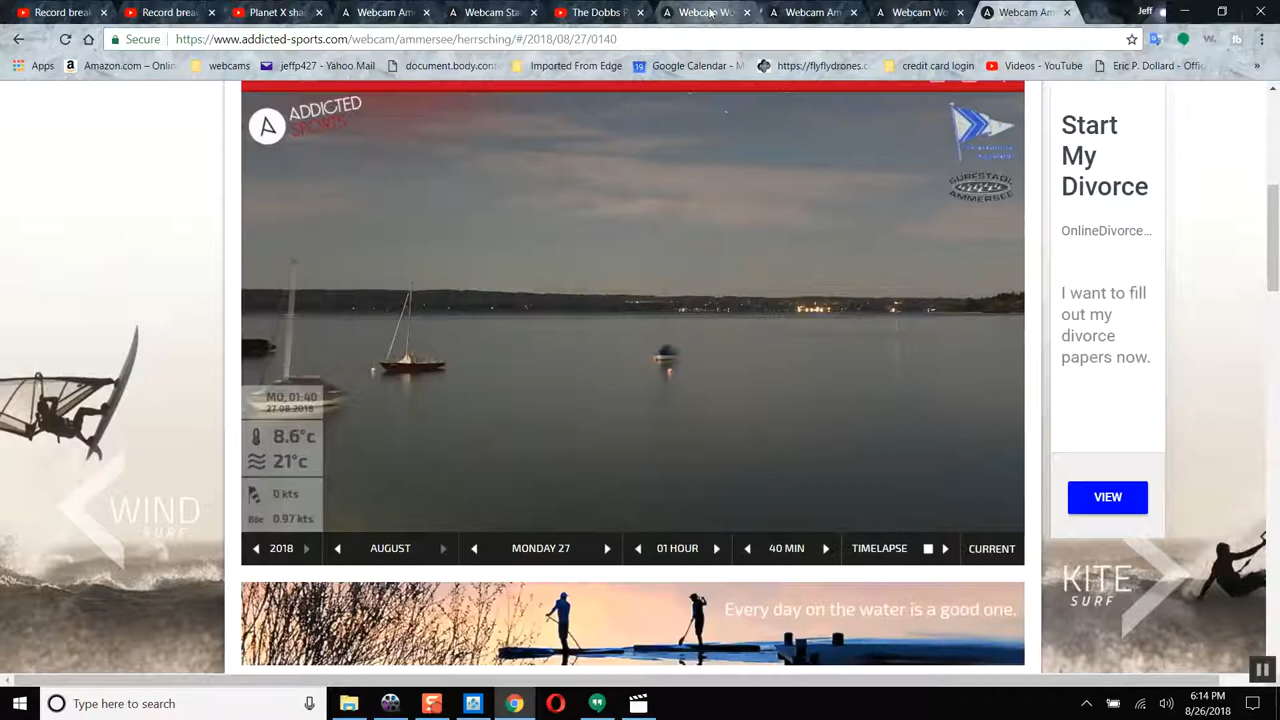 Record break
Record break
Planet X sha
Webcam Am
Webcam Sta
The Dobbs P
Webcam Wo
Webcam Am
Webcam Wo
Webcam Am
Jeff
Secure
https://www.addicted-sports.com/webcam/ammersee/herrsching/#/2018/08/27/0140
Apps
Amazon.com – Onlin
webcams
jeffp427 - Yahoo Mail
document.body.cont
Imported From Edge
Google Calendar - M
https://flyflydrones.c
credit card login
Videos - YouTube
Eric P. Dollard - Offic
»
ADDICTED
SPORTS
SURFSTADL
AMMERSEE
MO, 01:40
27.08.2018
8.6°c
21°c
0 kts
Böe 0.97 kts
2018
AUGUST
MONDAY 27
01 HOUR
40 MIN
TIMELAPSE
CURRENT
Every day on the water is a good one.
WIND
SURF
KITE
SURF
Start
My
Divorce
OnlineDivorce...
I want to fill
out my
divorce
papers now.
VIEW
Type here to search
6:14 PM
8/26/2018